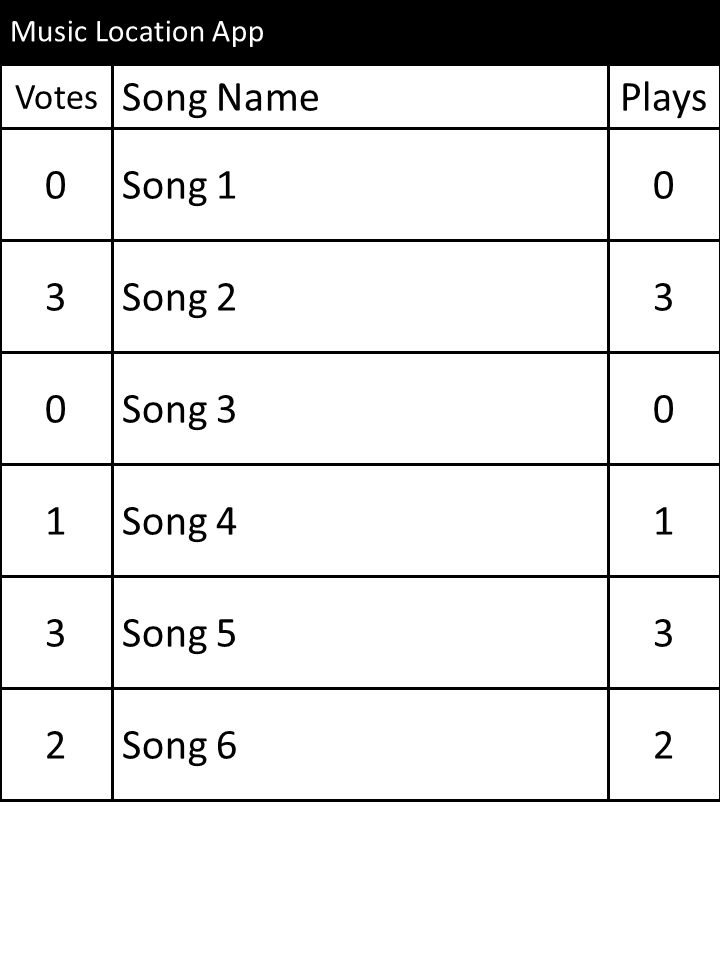 Music Location App
Votes Song Name Plays
0 Song 1 0
3 Song 2 3
0 Song 3 0
1 Song 4 1
3 Song 5 3
2 Song 6 2